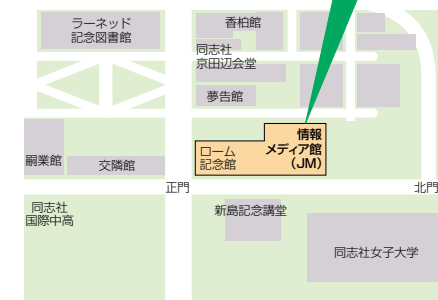 ラーネッド
記念図書館
香柏館
同志社
京田辺会堂
夢告館
情報
メディア館
(JM)
ローム
記念館
嗣業館
交隣館
正門
北門
同志社
国際中高
新島記念講堂
同志社女子大学